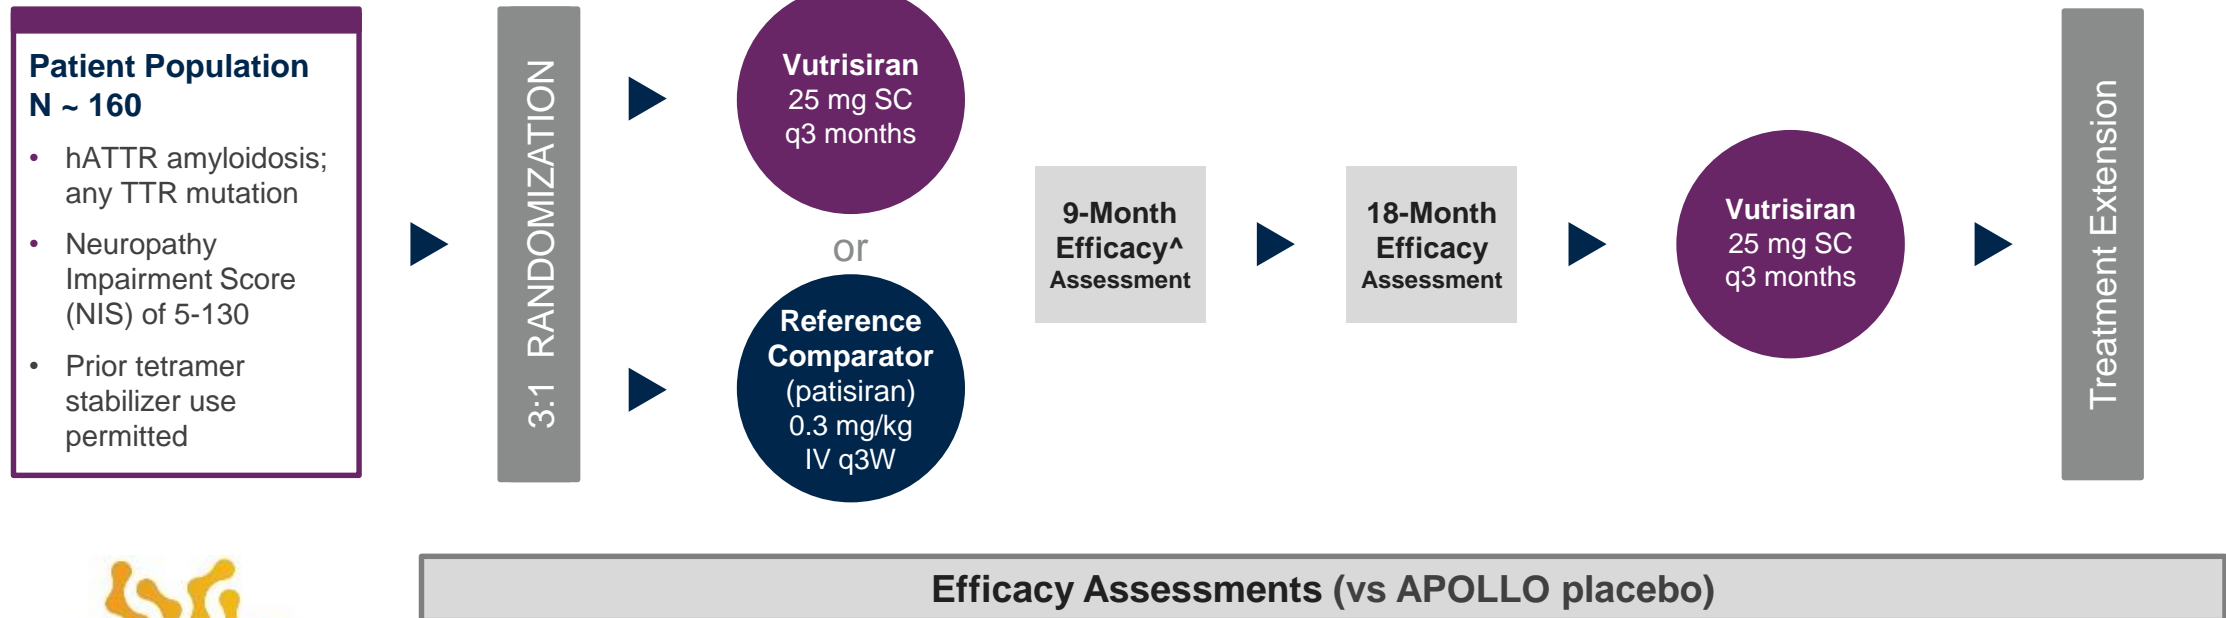 Patient Population
N ~ 160
• hATTR amyloidosis;
any TTR mutation
• Neuropathy
Impairment Score
(NIS) of 5-130
• Prior tetramer
stabilizer use
permitted
3:1 RANDOMIZATION
Vutrisiran
25 mg SC
q3 months
or
Reference
Comparator
(patisiran)
0.3 mg/kg
IV q3W
9-Month
Efficacy^
Assessment
18-Month
Efficacy
Assessment
Vutrisiran
25 mg SC
q3 months
Treatment Extension
Efficacy Assessments (vs APOLLO placebo)